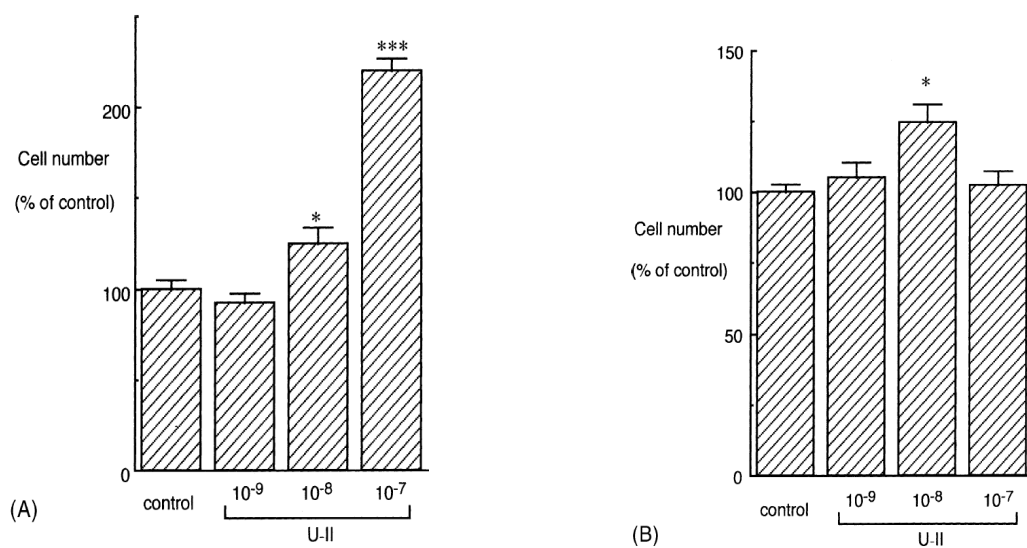 ***
200
Cell number
(% of control)
*
100
0
control
10-9
10-8
10-7
U-II
(A)
150
*
100
Cell number
(% of control)
50
0
control
10-9
10-8
10-7
U-II
(B)